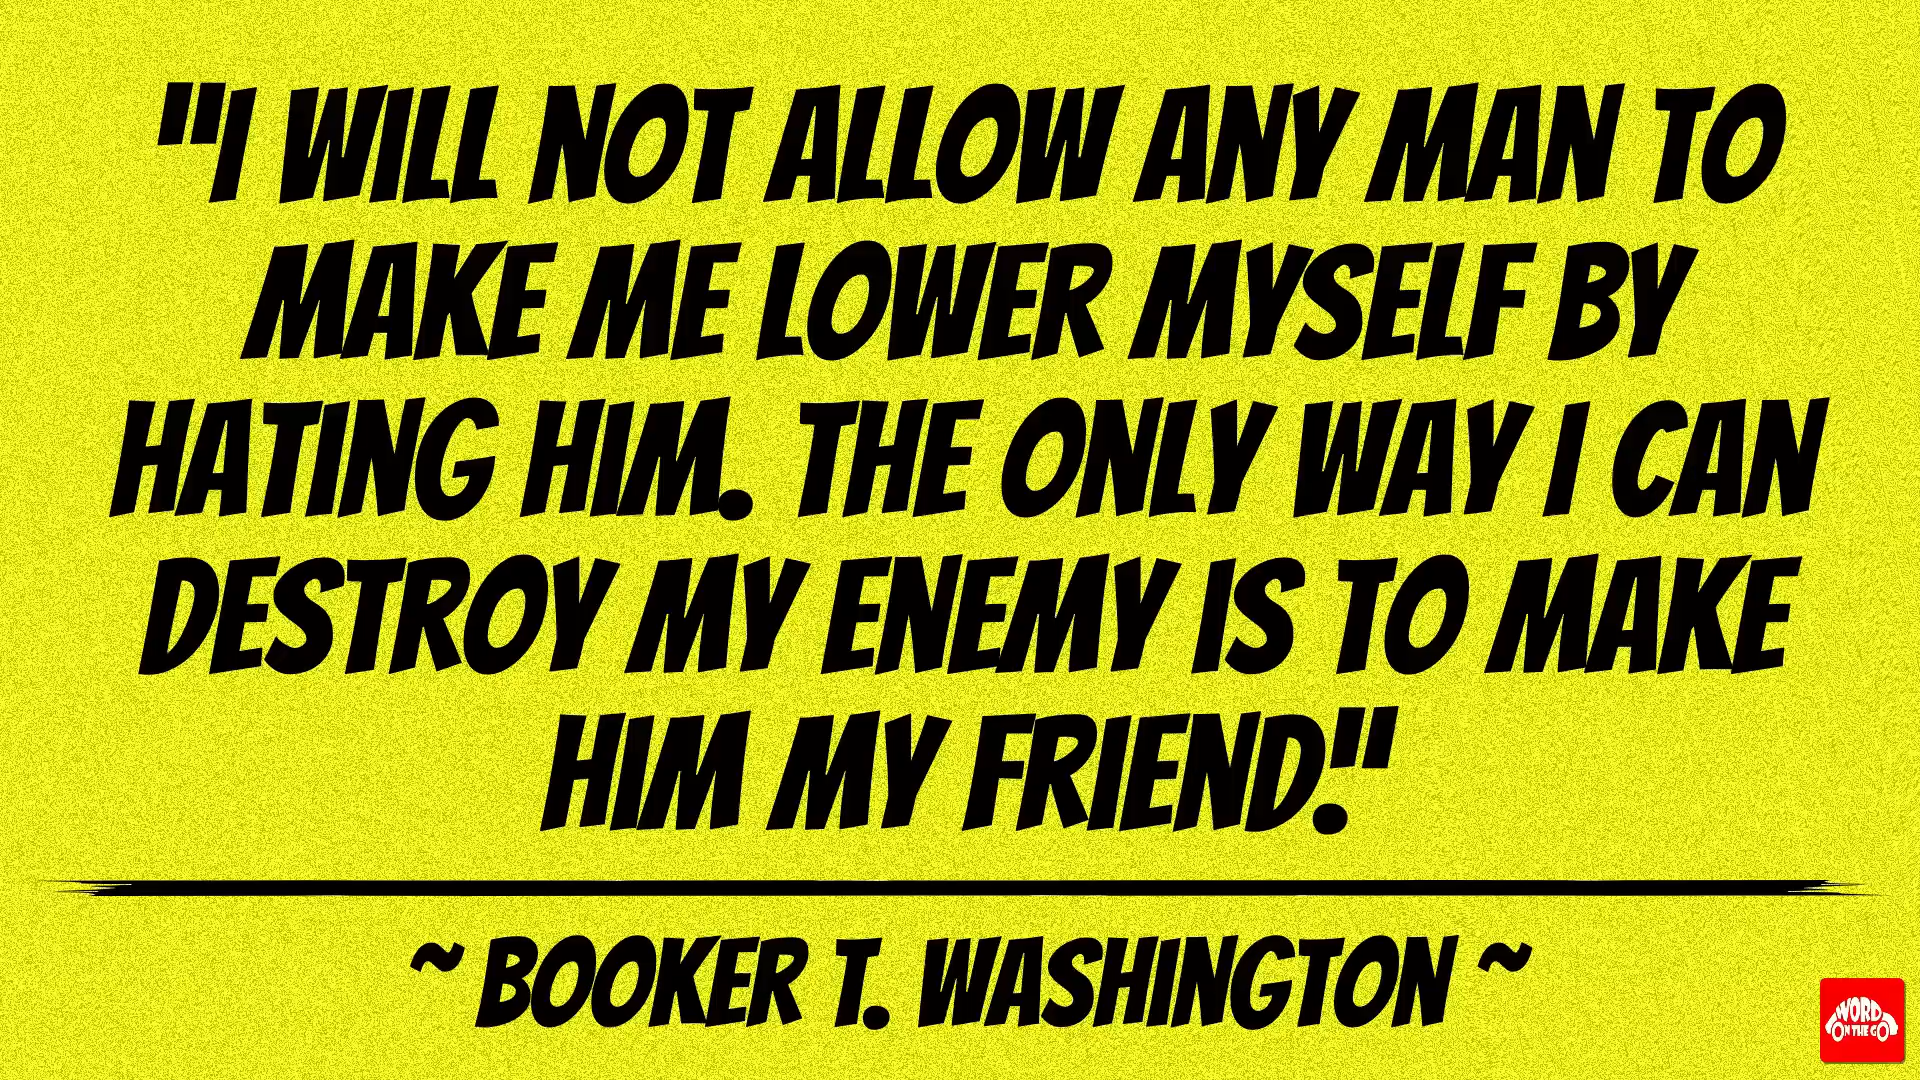 "I WILL NOT ALLOW ANY MAN TO
MAKE ME LOWER MYSELF BY
HATING HIM. THE ONLY WAY I CAN
DESTROY MY ENEMY IS TO MAKE
HIM MY FRIEND."
~ BOOKER T. WASHINGTON ~
WORD
ON THE GO